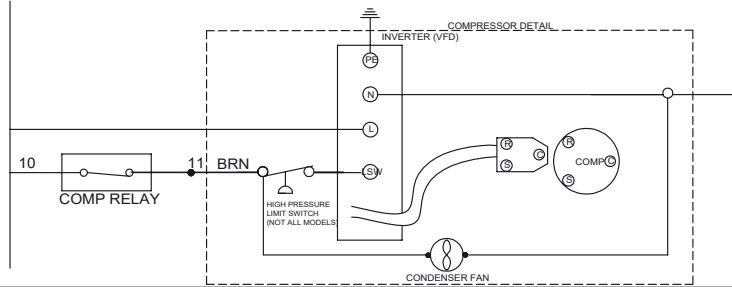 COMPRESSOR DETAIL
INVERTER (VFD)
PE
N
L
10
11 BRN
LSW
COMP RELAY
HIGH PRESSURE
LIMIT SWITCH
(NOT ALL MODELS)
R
C
S
R
COMP C
S
CONDENSER FAN